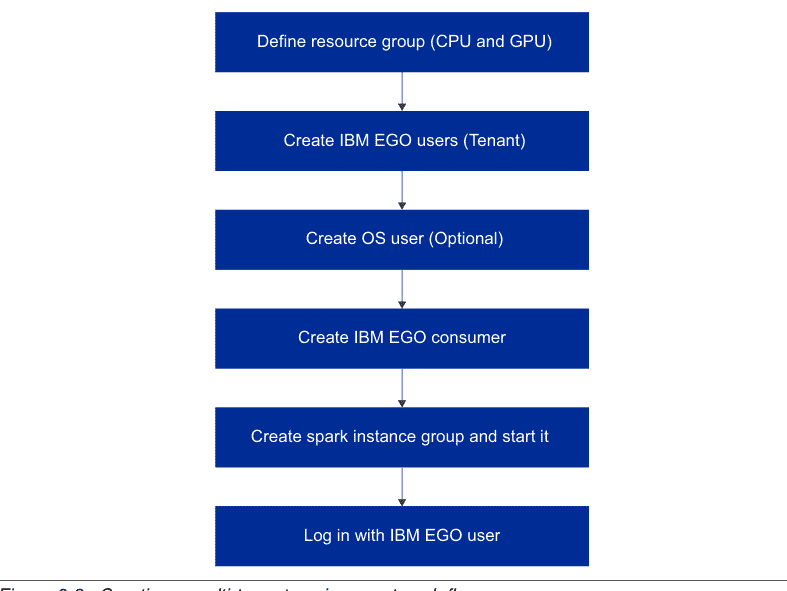 Define resource group (CPU and GPU)
Create IBM EGO users (Tenant)
Create OS user (Optional)
Create IBM EGO consumer
Create spark instance group and start it
Log in with IBM EGO user